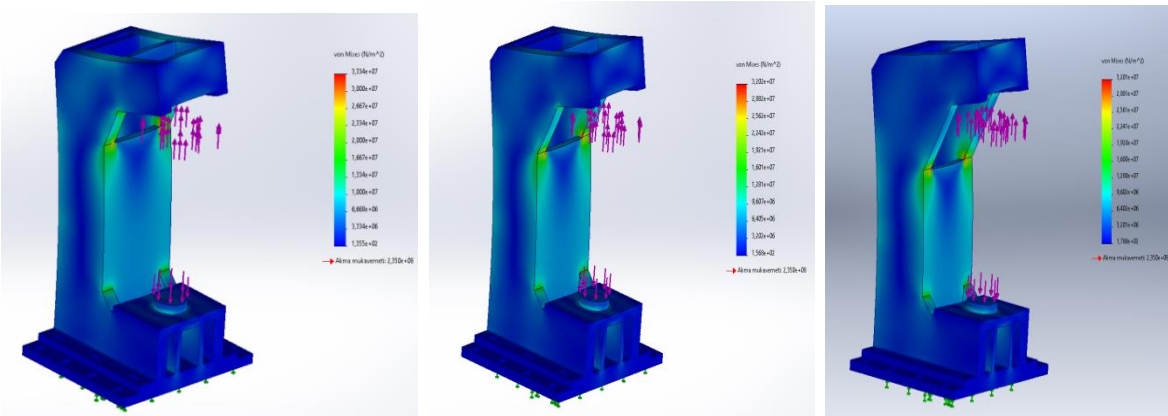 von Mises (N/m^2)
3,334e+07
3,000e+07
2,667e+07
2,334e+07
2,000e+07
1,667e+07
1,334e+07
1,000e+07
6,668e+06
3,334e+06
1,355e+02
Akma mukavemeti: 2,350e+08
von Mises (N/m^2)
3,202e+07
2,882e+07
2,562e+07
2,242e+07
1,921e+07
1,601e+07
1,281e+07
9,607e+06
6,405e+06
3,202e+06
1,568e+02
Akma mukavemeti: 2,350e+08
von Mises (N/m^2)
3,201e+07
2,881e+07
2,561e+07
2,241e+07
1,920e+07
1,600e+07
1,280e+07
9,602e+06
6,402e+06
3,201e+06
Akma mukavemeti: 2,350e+08